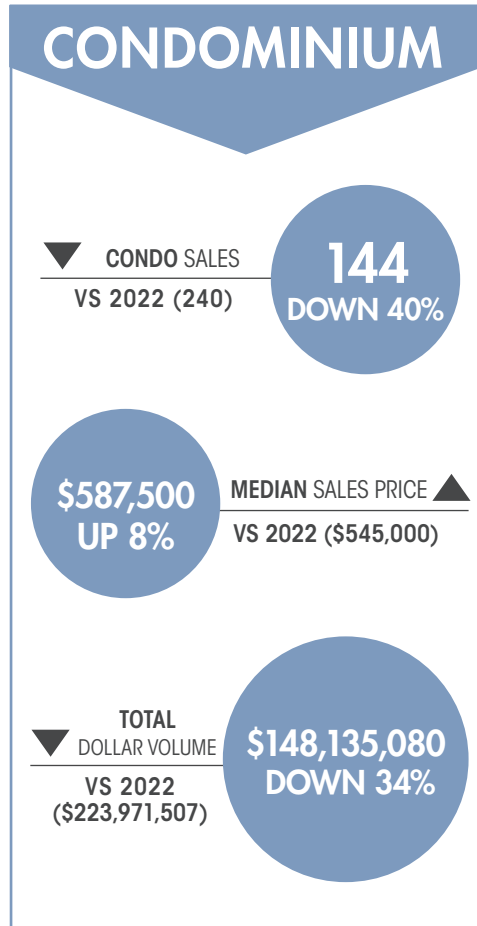 CONDOMINIUM
CONDO SALES
VS 2022 (240)
144
DOWN 40%
$587,500
UP 8%
MEDIAN SALES PRICE
VS 2022 ($545,000)
TOTAL
DOLLAR VOLUME
VS 2022
($223,971,507)
$148,135,080
DOWN 34%